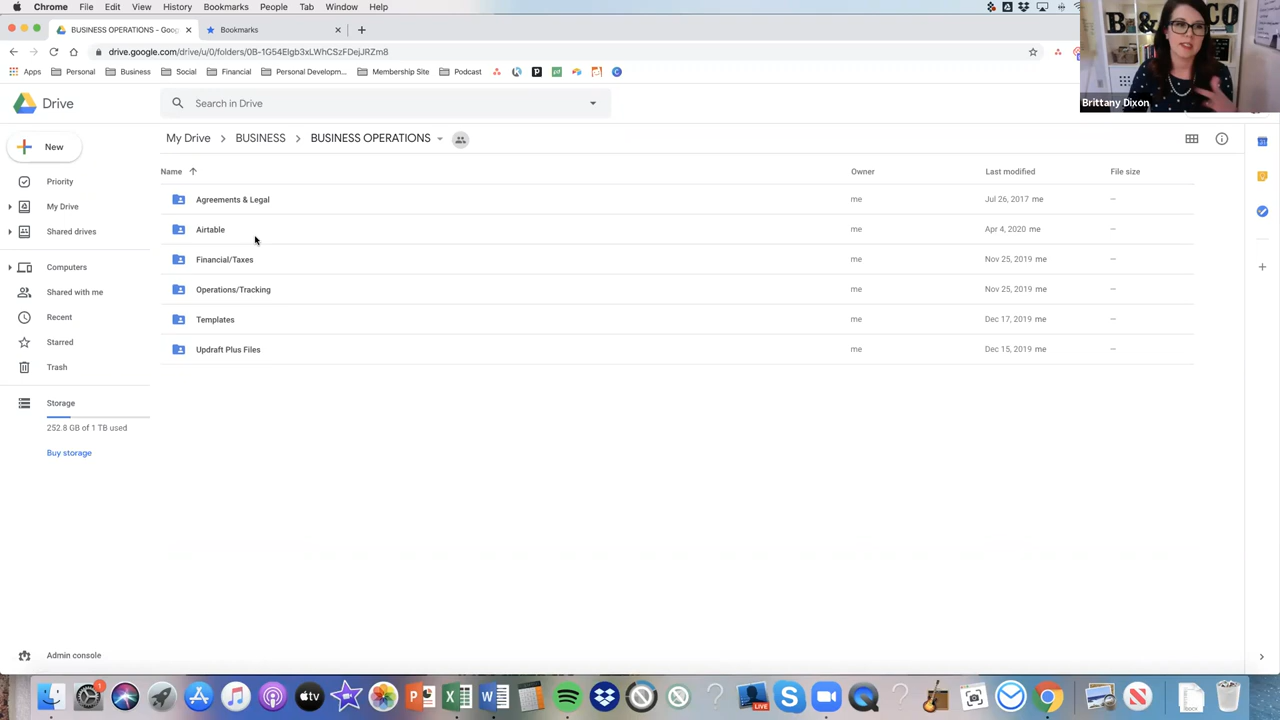 Chrome File Edit View History Bookmarks People Tab Window Help
BUSINESS OPERATIONS - Goog
Bookmarks
drive.google.com/drive/u/0/folders/0B-1G54EIgb3xLWhCSzFDejJRZm8
Apps Personal Business Social Financial Personal Developm... Membership Site Podcast
B & CO
Brittany Dixon
Drive
Search in Drive
My Drive > BUSINESS > BUSINESS OPERATIONS
New
Name Owner Last modified File size
Agreements & Legal me Jul 26, 2017 me –
Airtable me Apr 4, 2020 me –
Financial/Taxes me Nov 25, 2019 me –
Operations/Tracking me Nov 25, 2019 me –
Templates me Dec 17, 2019 me –
Updraft Plus Files me Dec 15, 2019 me –
Priority
My Drive
Shared drives
Computers
Shared with me
Recent
Starred
Trash
Storage
252.8 GB of 1 TB used
Buy storage
Admin console